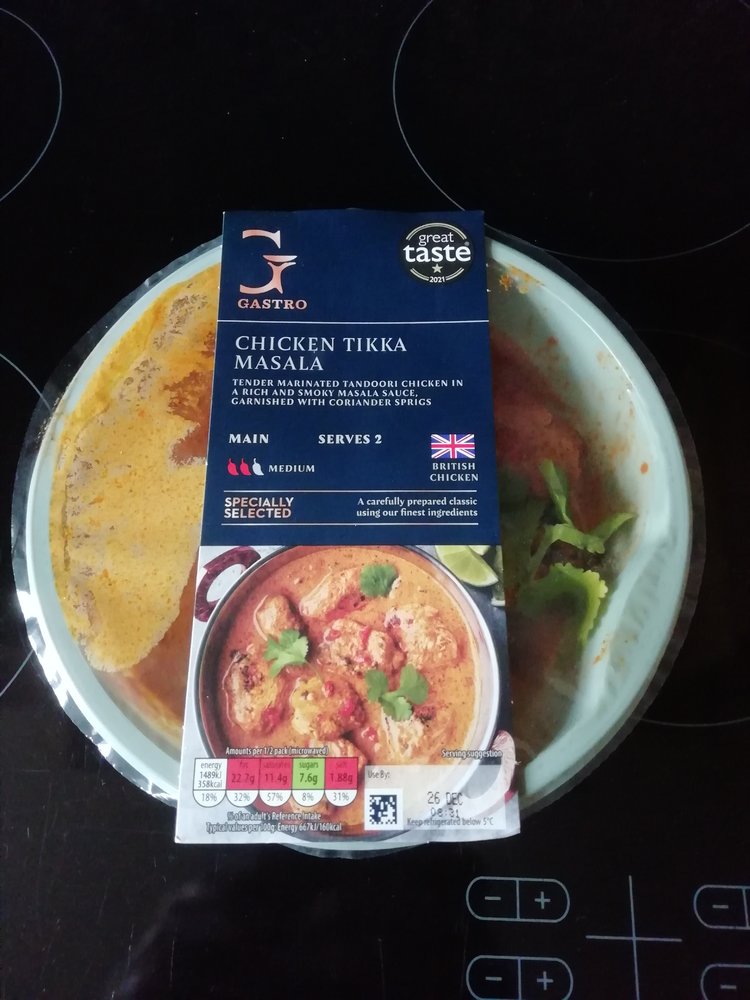 great
taste
2021
G
GASTRO
CHICKEN TIKKA
MASALA
TENDER MARINATED TANDOORI CHICKEN IN
A RICH AND SMOKY MASALA SAUCE,
GARNISHED WITH CORIANDER SPRIGS
MAIN SERVES 2
MEDIUM
BRITISH
CHICKEN
SPECIALLY
SELECTED
A carefully prepared classic
using our finest ingredients
Amounts per 1/2 pack (microwaved)
Serving suggestion
energy fat saturates sugars salt
1489kJ
358kcal
22.7g 11.4g 7.6g 1.88g
18% 32% 57% 8% 31%
% of an adult's Reference Intake
Typical values per 100g: Energy 667kJ/160kcal
Use By:
26 DEC
08:31
Keep refrigerated below 5°C
- +
-
- +
-